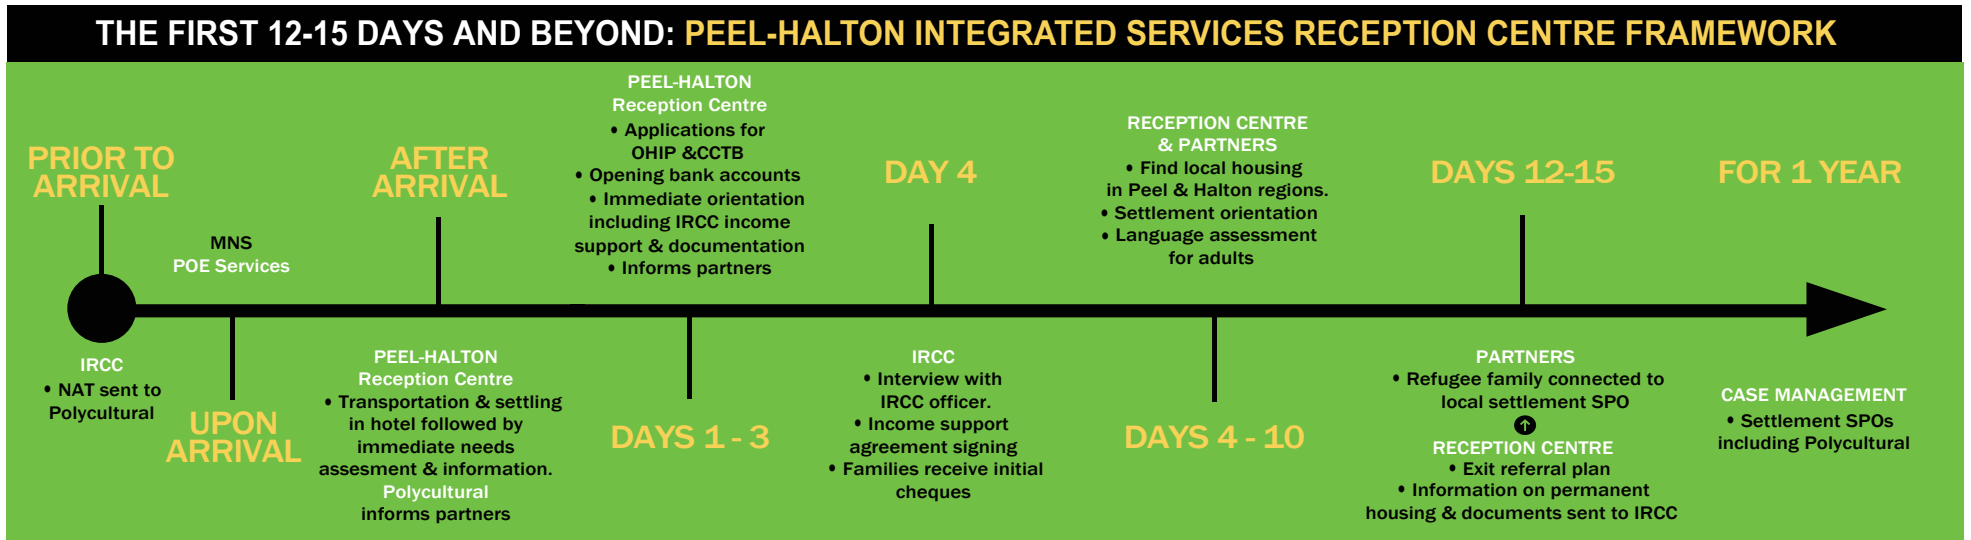 THE FIRST 12-15 DAYS AND BEYOND: PEEL-HALTON INTEGRATED SERVICES RECEPTION CENTRE FRAMEWORK
PRIOR TO
ARRIVAL
IRCC
• NAT sent to
Polycultural
MNS
POE Services
UPON
ARRIVAL
AFTER
ARRIVAL
PEEL-HALTON
Reception Centre
• Transportation & settling
in hotel followed by
immediate needs
assesment & information.
Polycultural
informs partners
PEEL-HALTON
Reception Centre
• Applications for
OHIP &CCTB
• Opening bank accounts
• Immediate orientation
including IRCC income
support & documentation
• Informs partners
DAYS 1 - 3
DAY 4
IRCC
• Interview with
IRCC officer.
• Income support
agreement signing
• Families receive initial
cheques
RECEPTION CENTRE
& PARTNERS
• Find local housing
in Peel & Halton regions.
• Settlement orientation
• Language assessment
for adults
DAYS 4 - 10
DAYS 12-15
PARTNERS
• Refugee family connected to
local settlement SPO
RECEPTION CENTRE
• Exit referral plan
• Information on permanent
housing & documents sent to IRCC
FOR 1 YEAR
CASE MANAGEMENT
• Settlement SPOs
including Polycultural